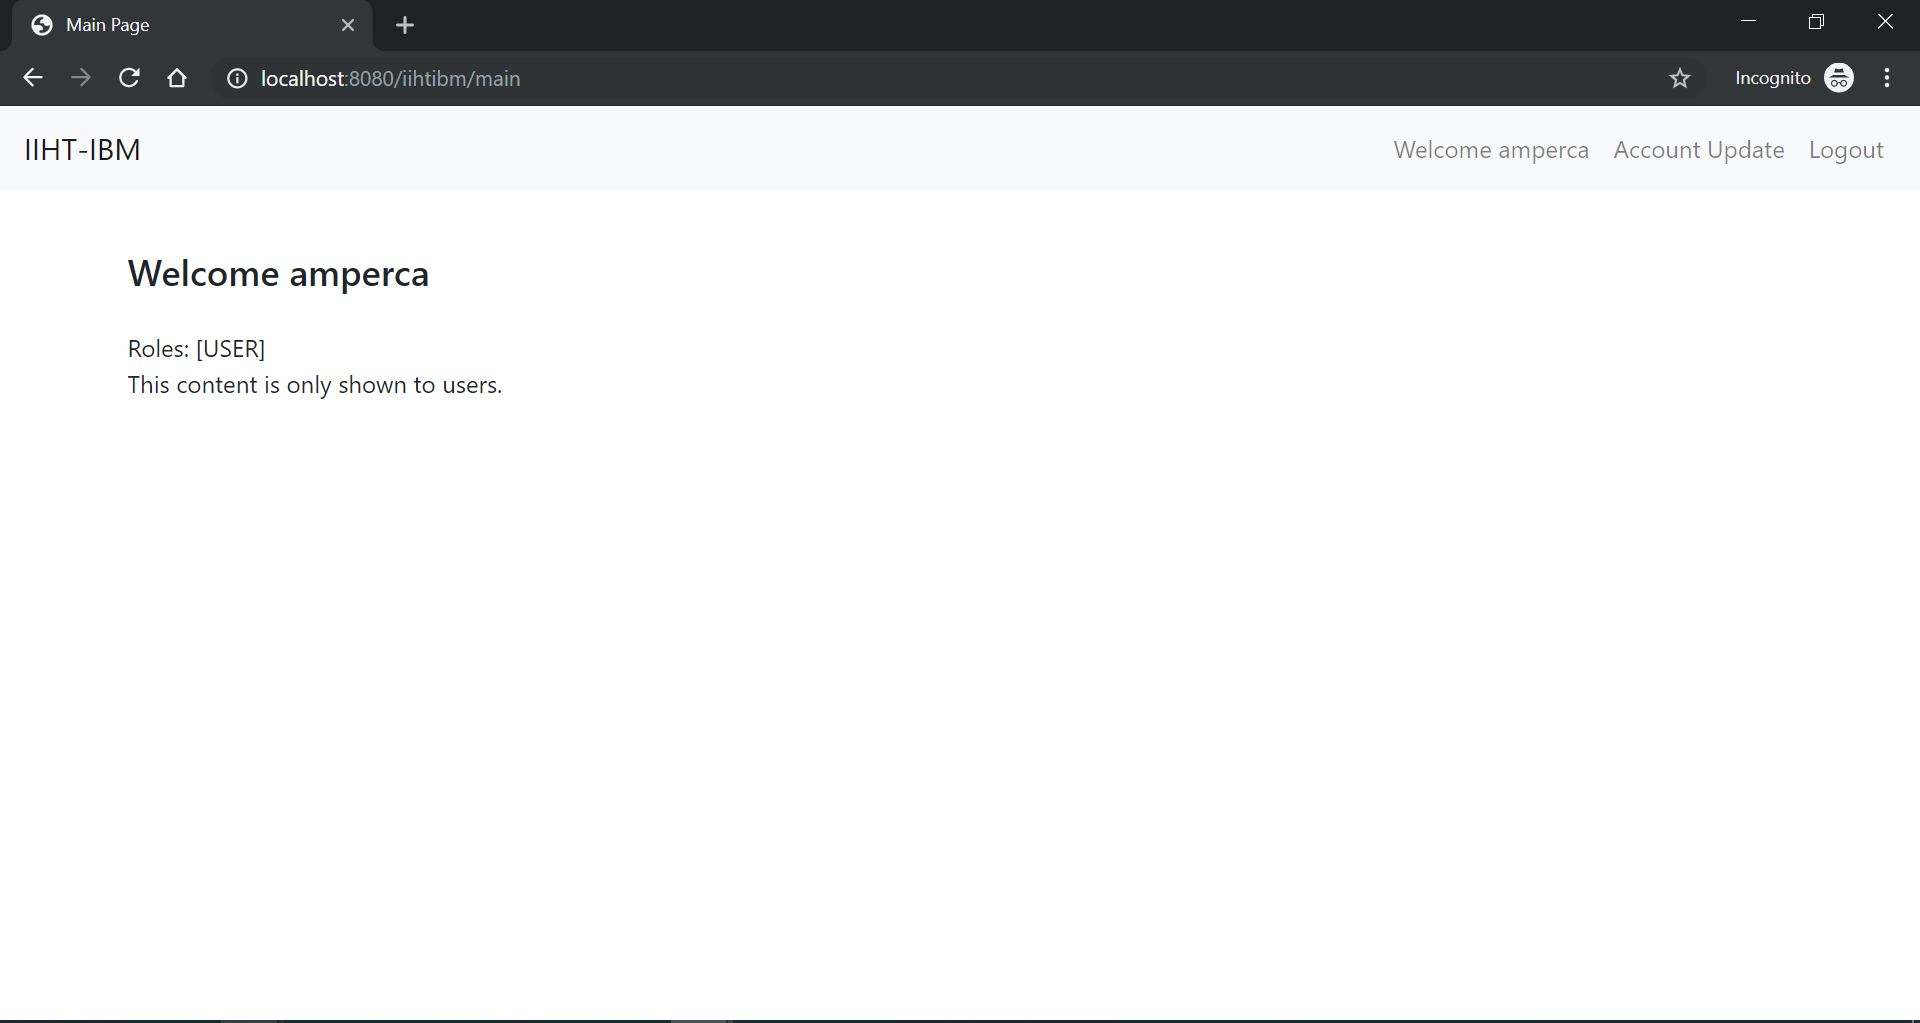 Main Page
localhost:8080/iihtibm/main
Incognito
IIHT-IBM
Welcome amperca Account Update Logout
Welcome amperca
Roles: [USER]
This content is only shown to users.